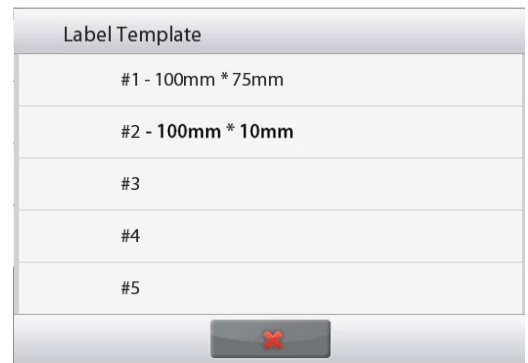 Label Template
#1 - 100mm * 75mm
#2 - 100mm * 10mm
#3
#4
#5